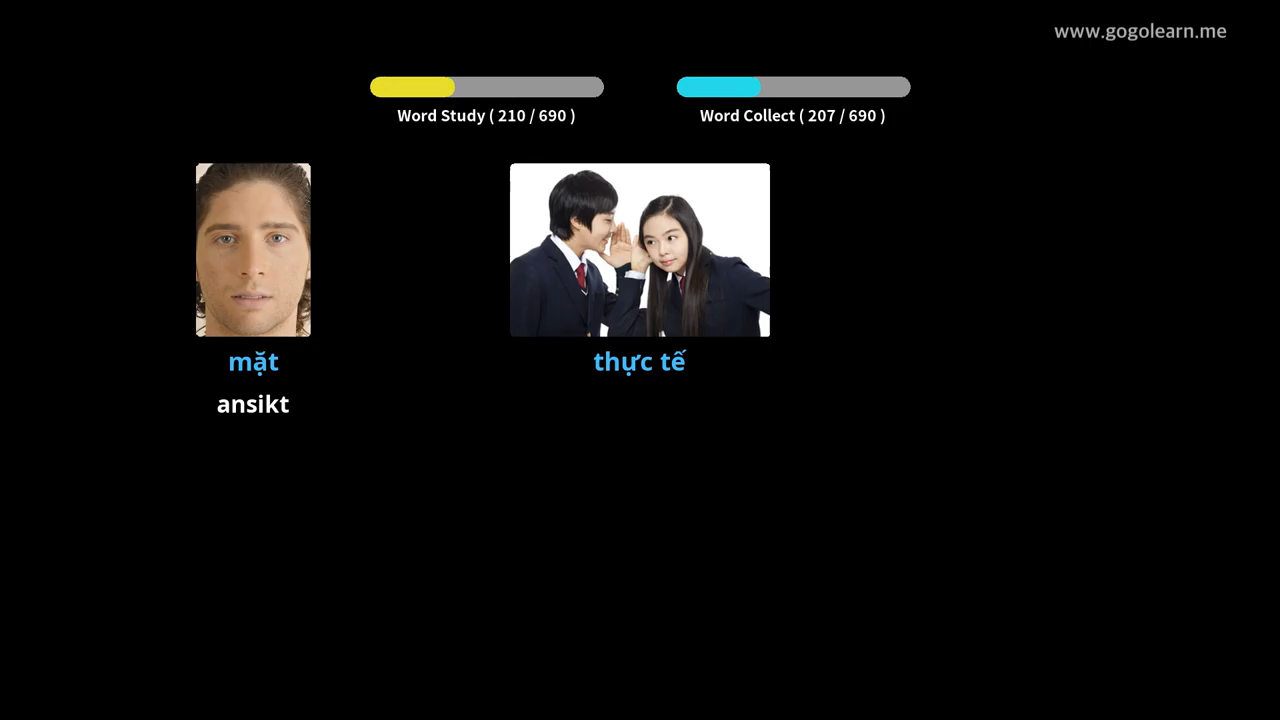 www.gogolearn.me
Word Study ( 210 / 690 )
Word Collect ( 207 / 690 )
mặt
thực tế
ansikt